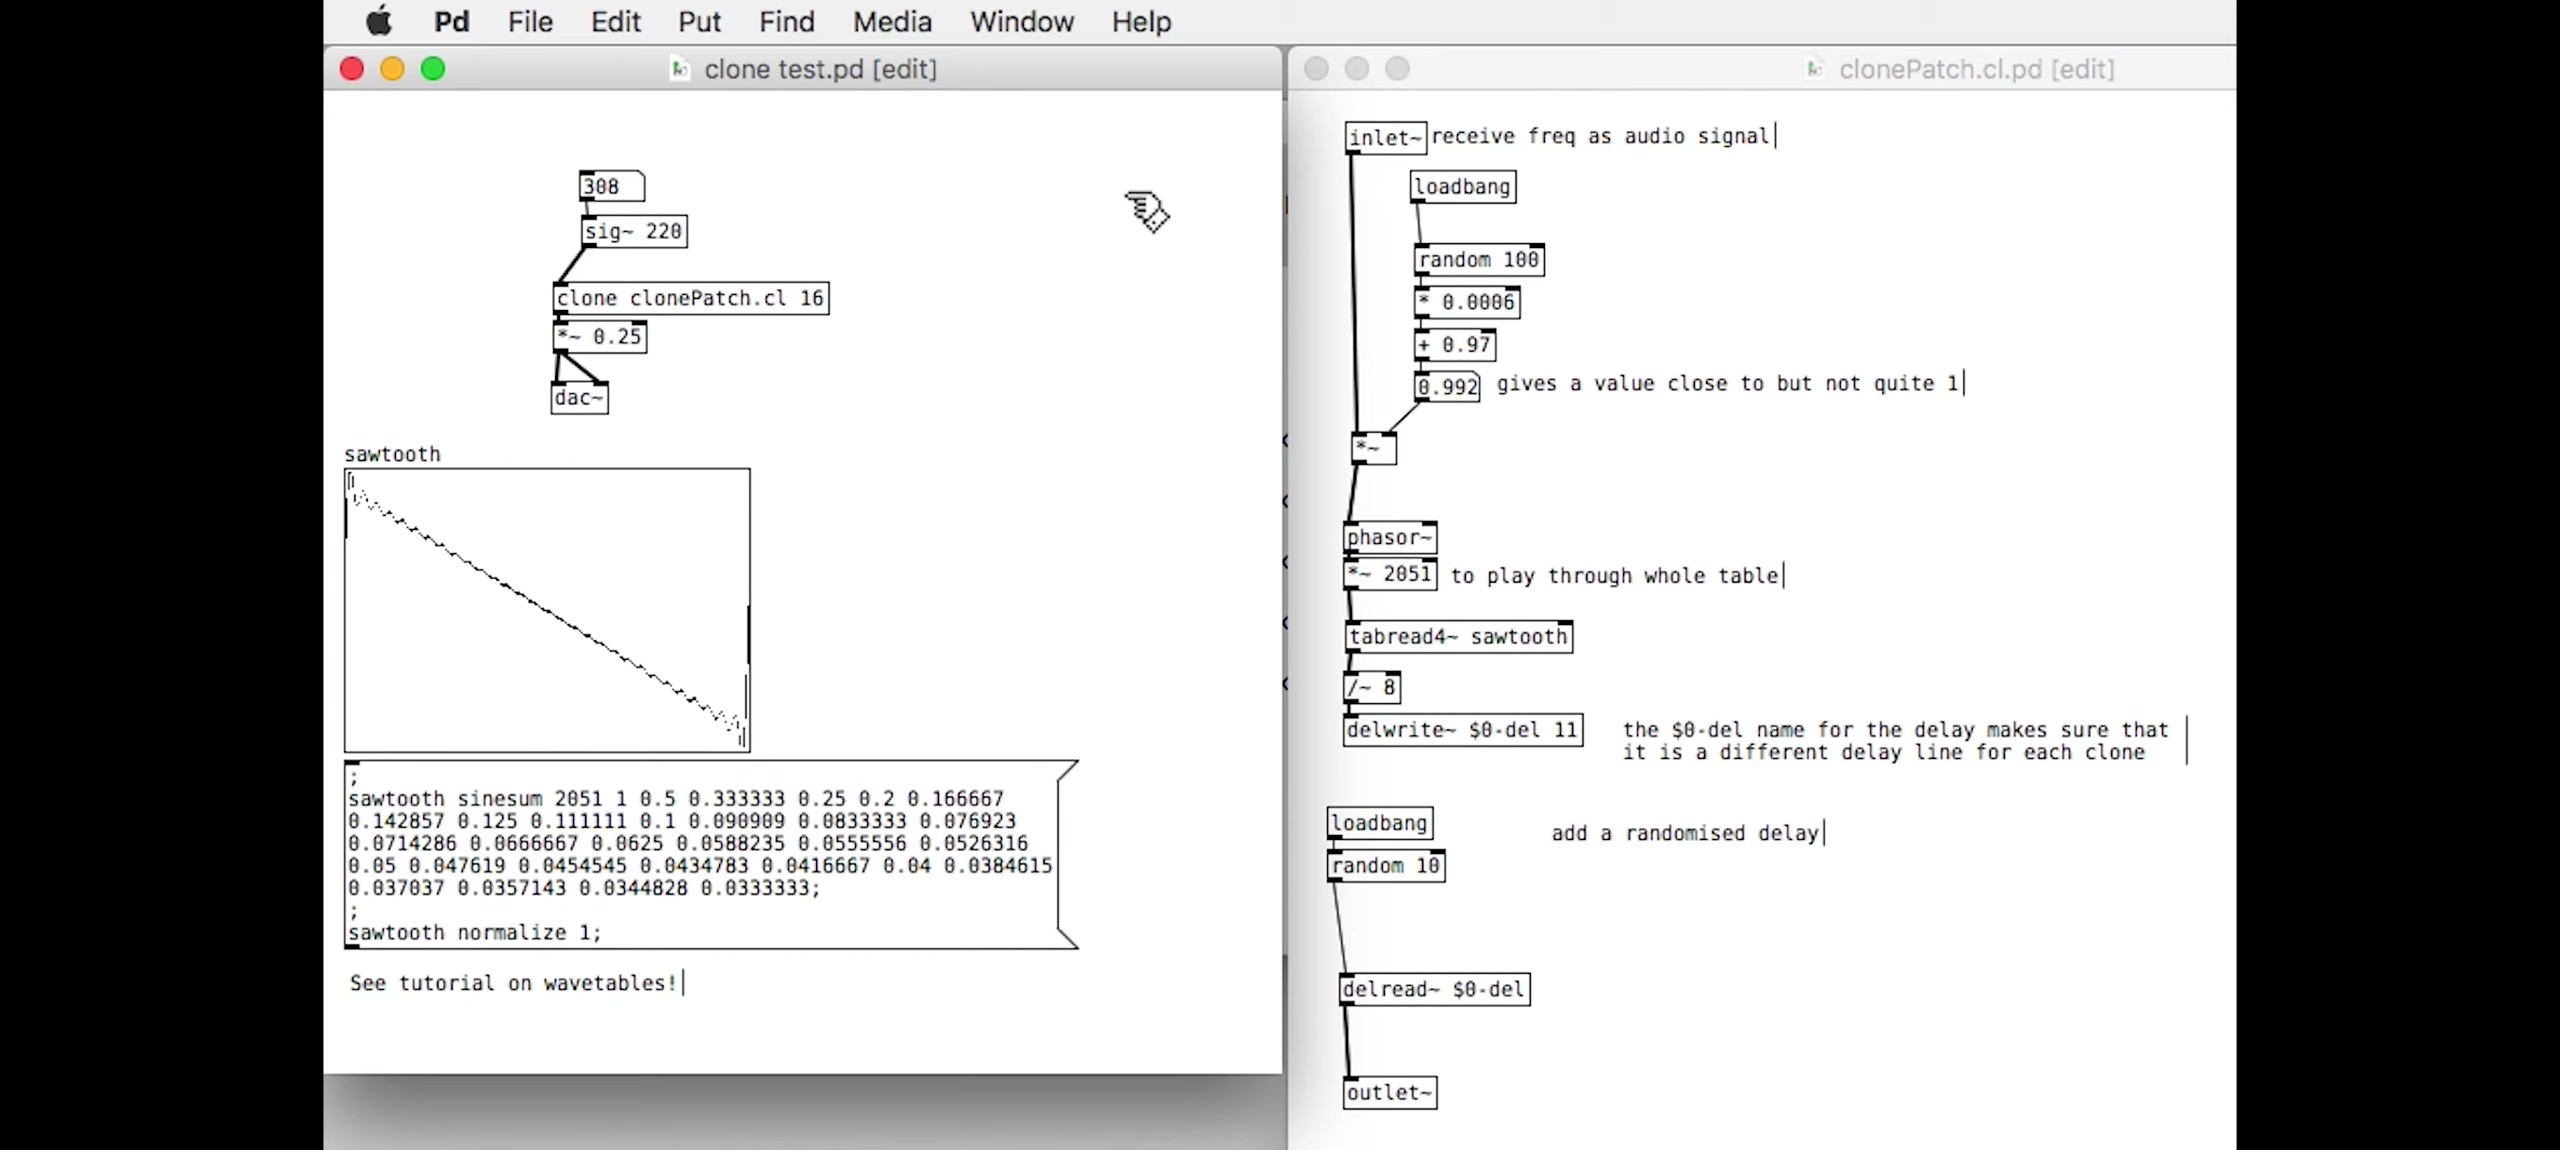 Pd File Edit Put Find Media Window Help
clone test.pd [edit]
308
sig~ 220
clone clonePatch.cl 16
*~ 0.25
dac~
sawtooth
;
sawtooth sinesum 2051 1 0.5 0.333333 0.25 0.2 0.166667
0.142857 0.125 0.111111 0.1 0.090909 0.0833333 0.076923
0.0714286 0.0666667 0.0625 0.0588235 0.0555556 0.0526316
0.05 0.047619 0.0454545 0.0434783 0.0416667 0.04 0.0384615
0.037037 0.0357143 0.0344828 0.0333333;
;
sawtooth normalize 1;
See tutorial on wavetables!
clonePatch.cl.pd [edit]
inlet~ receive freq as audio signal
loadbang
random 100
* 0.0006
+ 0.97
0.992 gives a value close to but not quite 1
*~
phasor~
*~ 2051 to play through whole table
tabread4~ sawtooth
/~ 8
delwrite~ $0-del 11 the $0-del name for the delay makes sure that
it is a different delay line for each clone
loadbang
add a randomised delay
random 10
delread~ $0-del
outlet~